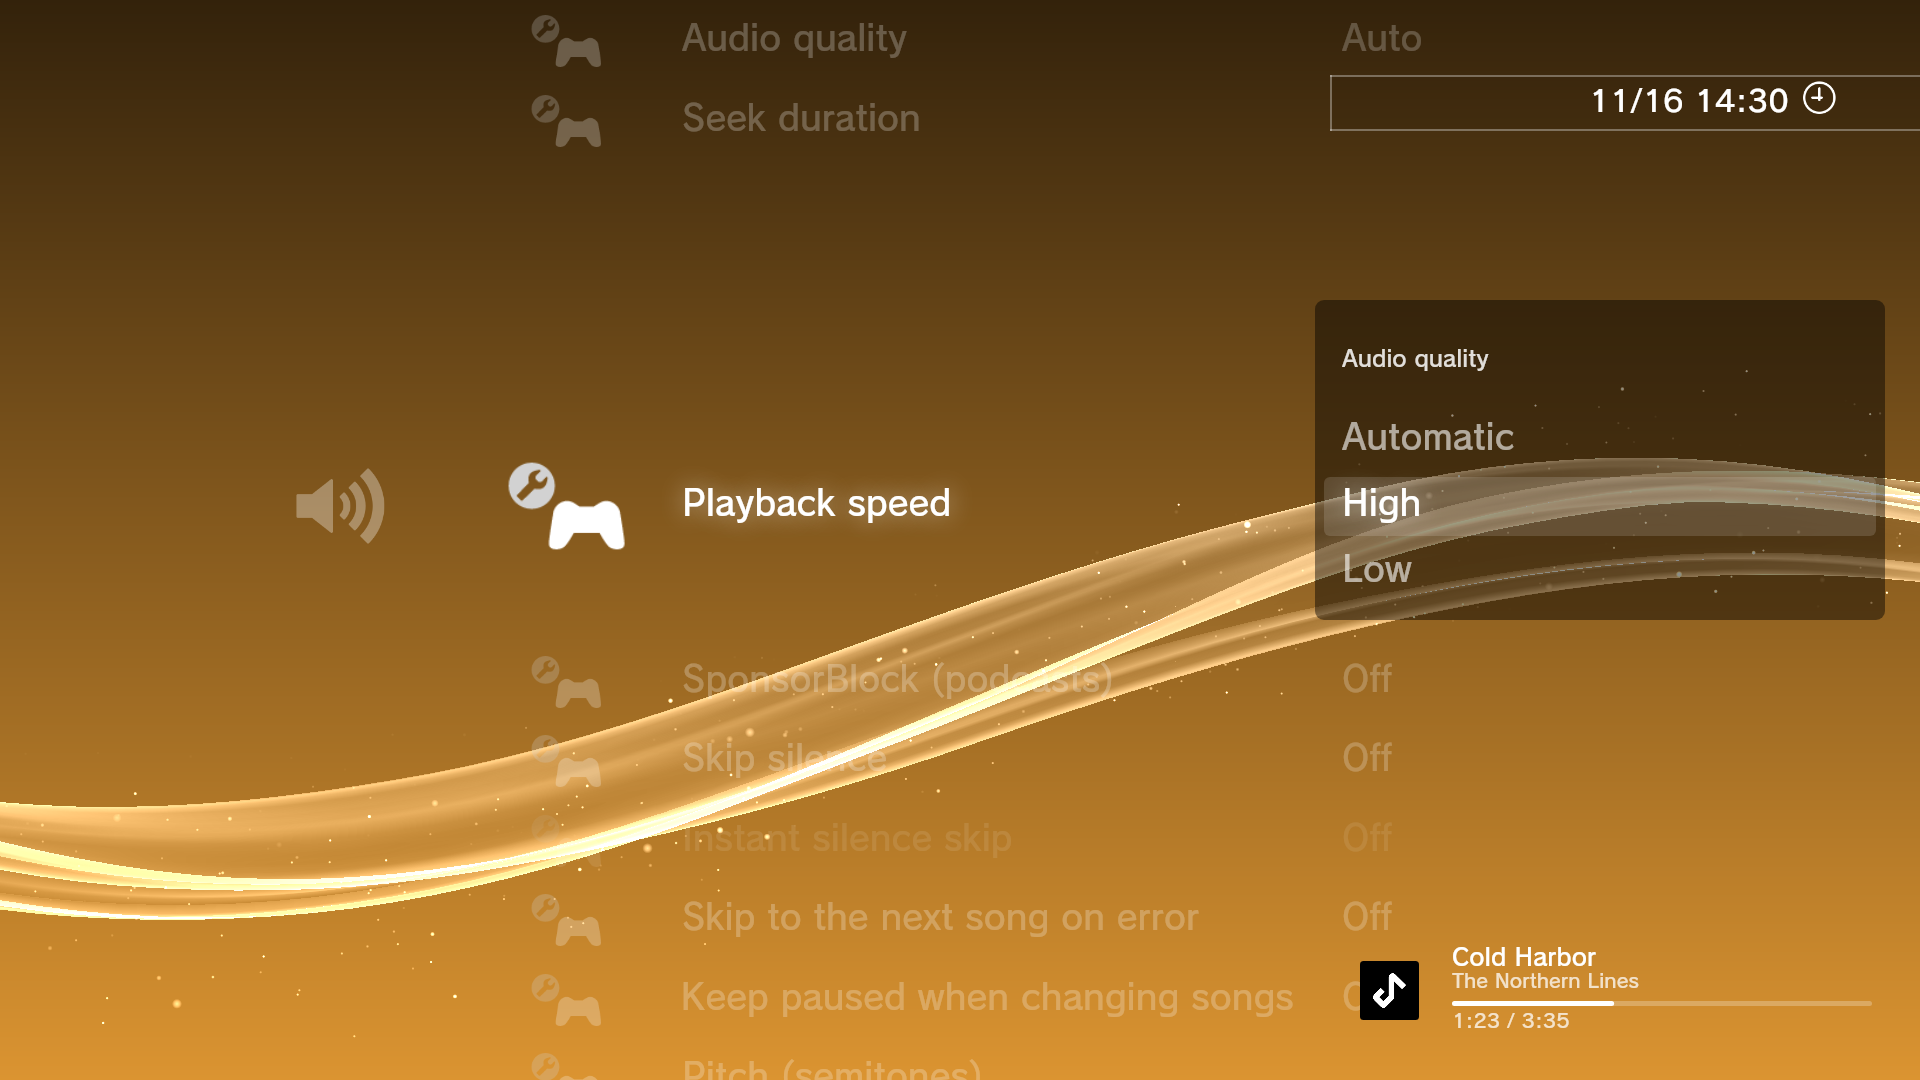 Audio quality Auto
Seek duration
11/16 14:30
Audio quality
Automatic
Playback speed
High
Low
SponsorBlock (podcasts) Off
Skip silence Off
Instant silence skip Off
Skip to the next song on error Off
Keep paused when changing songs
Cold Harbor
The Northern Lines
1:23 / 3:35
Pitch (semitones)